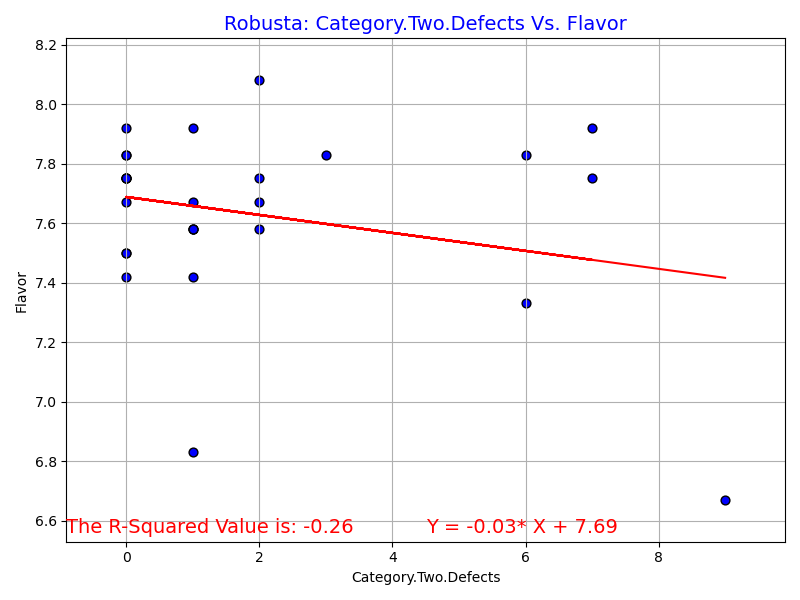 Robusta: Category.Two.Defects Vs. Flavor
8.2
8.0
7.8
7.6
7.4
7.2
7.0
6.8
6.6
Flavor
The R-Squared Value is: -0.26
Y = -0.03* X + 7.69
0 2 4 6 8
Category.Two.Defects